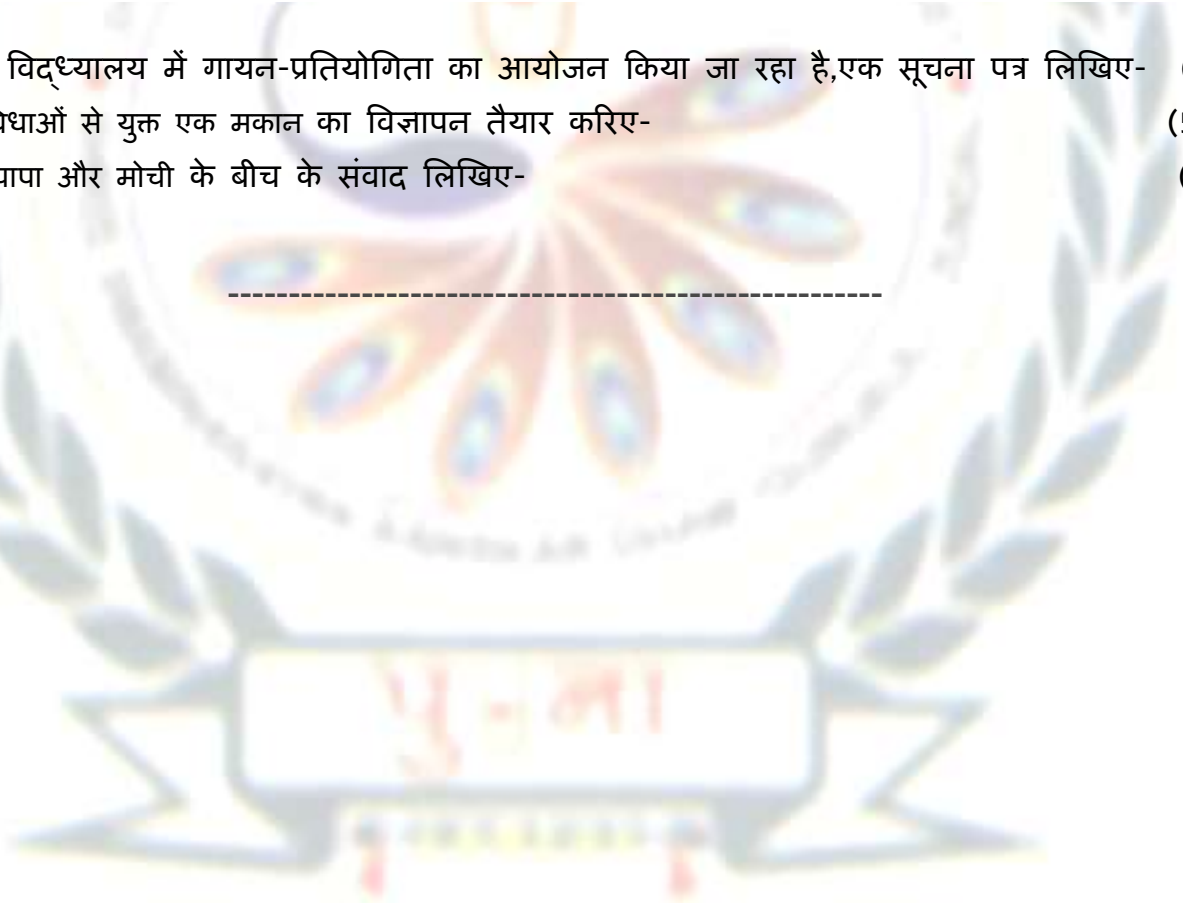 विद्ध्यालय में गायन-प्रतियोगिता का आयोजन किया जा रहा है,एक सूचना पत्र लिखिए-
से युक्त एक मकान का विज्ञापन तैयार करिए-
पापा और मोची के बीच के संवाद लिखिए-
------------------------------------------------------
पु - ना